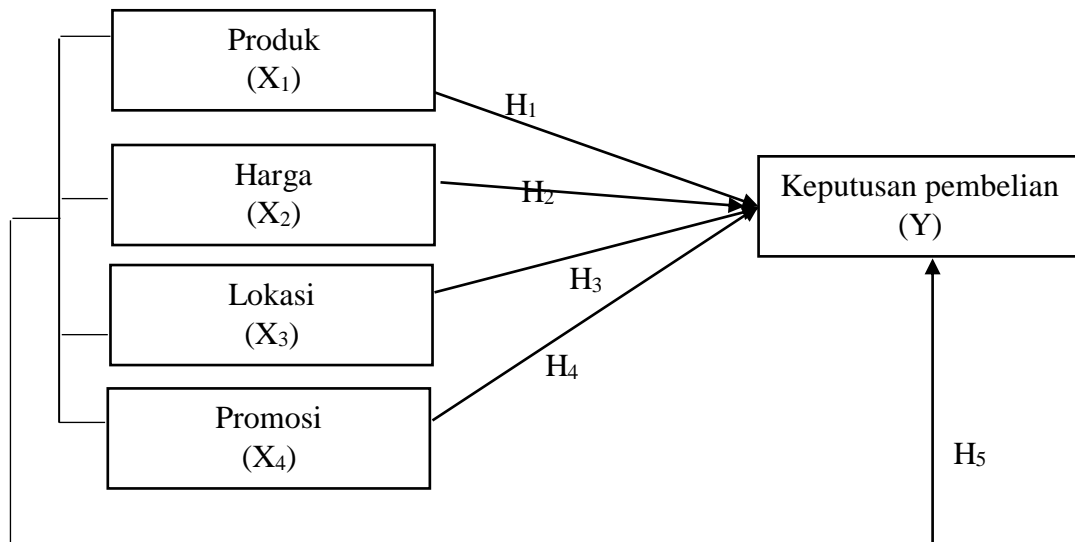 Produk
(X₁)
H₁
Harga
(X₂)
H₂
Keputusan pembelian
(Y)
Lokasi
(X₃)
H₃
H₄
Promosi
(X₄)
H₅